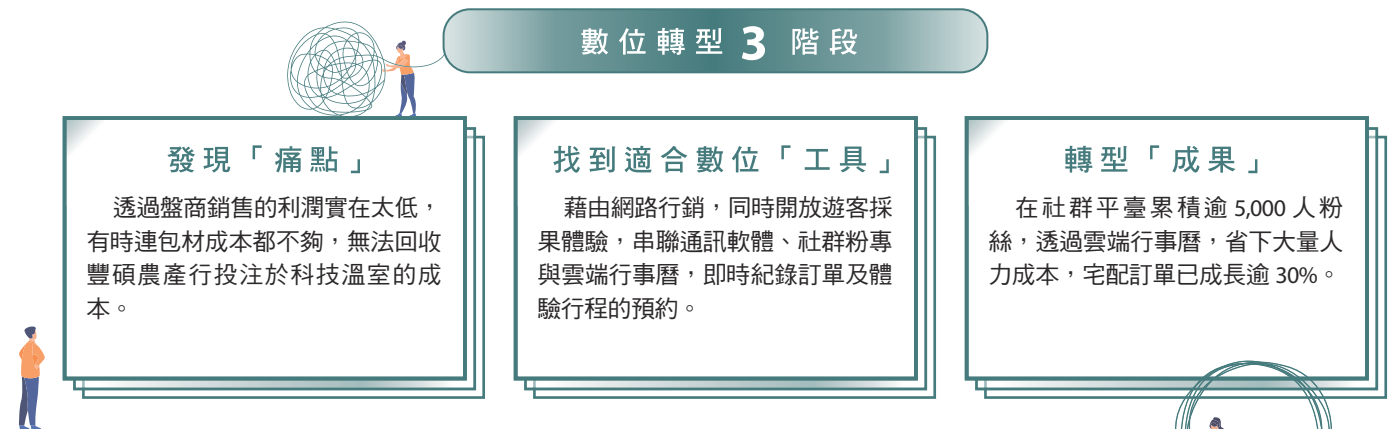 數位轉型 3 階段
發現「痛點」
透過盤商銷售的利潤實在太低，
有時連包材成本都不夠，無法回收
豐碩農產行投注於科技溫室的成
本。
找到適合數位「工具」
藉由網路行銷，同時開放遊客採
果體驗，串聯通訊軟體、社群粉專
與雲端行事曆，即時紀錄訂單及體
驗行程的預約。
轉型「成果」
在社群平臺累積逾 5,000 人粉
絲，透過雲端行事曆，省下大量人
力成本，宅配訂單已成長逾 30%。